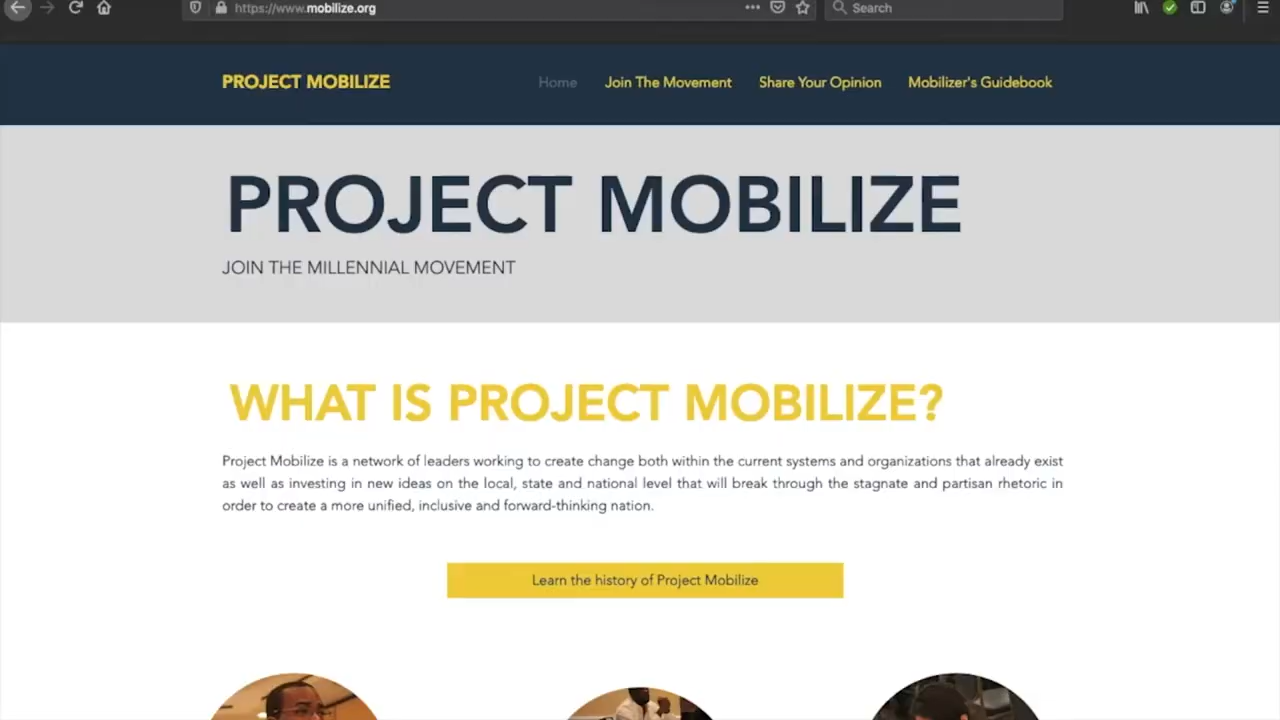 https://www.mobilize.org
Search
PROJECT MOBILIZE
Home
Join The Movement
Share Your Opinion
Mobilizer's Guidebook
PROJECT MOBILIZE
JOIN THE MILLENNIAL MOVEMENT
WHAT IS PROJECT MOBILIZE?
Project Mobilize is a network of leaders working to create change both within the current systems and organizations that already exist
as well as investing in new ideas on the local, state and national level that will break through the stagnate and partisan rhetoric in
order to create a more unified, inclusive and forward-thinking nation.
Learn the history of Project Mobilize